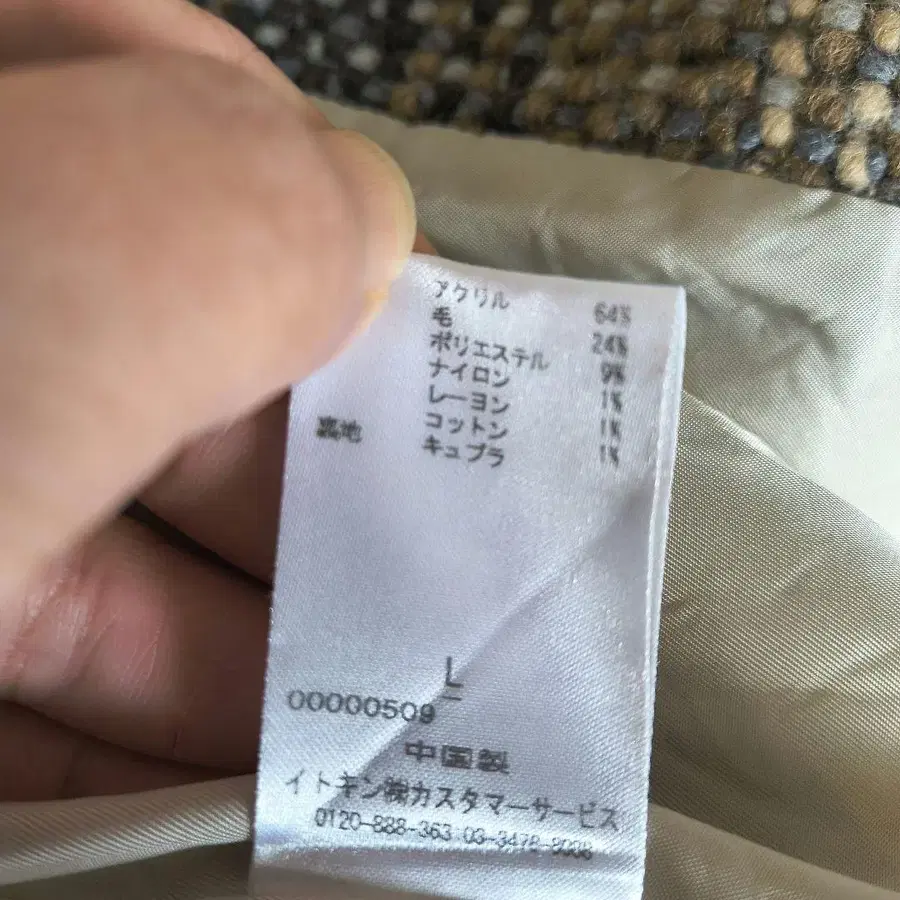 アクリル 64%
毛 24%
ポリエステル 9%
ナイロン 1%
レーヨン 1%
コットン 1%
裏地 キュプラ
L
00000509
中国製
イトキン㈱カスタマーサービス
0120-888-363 03-3478-8008